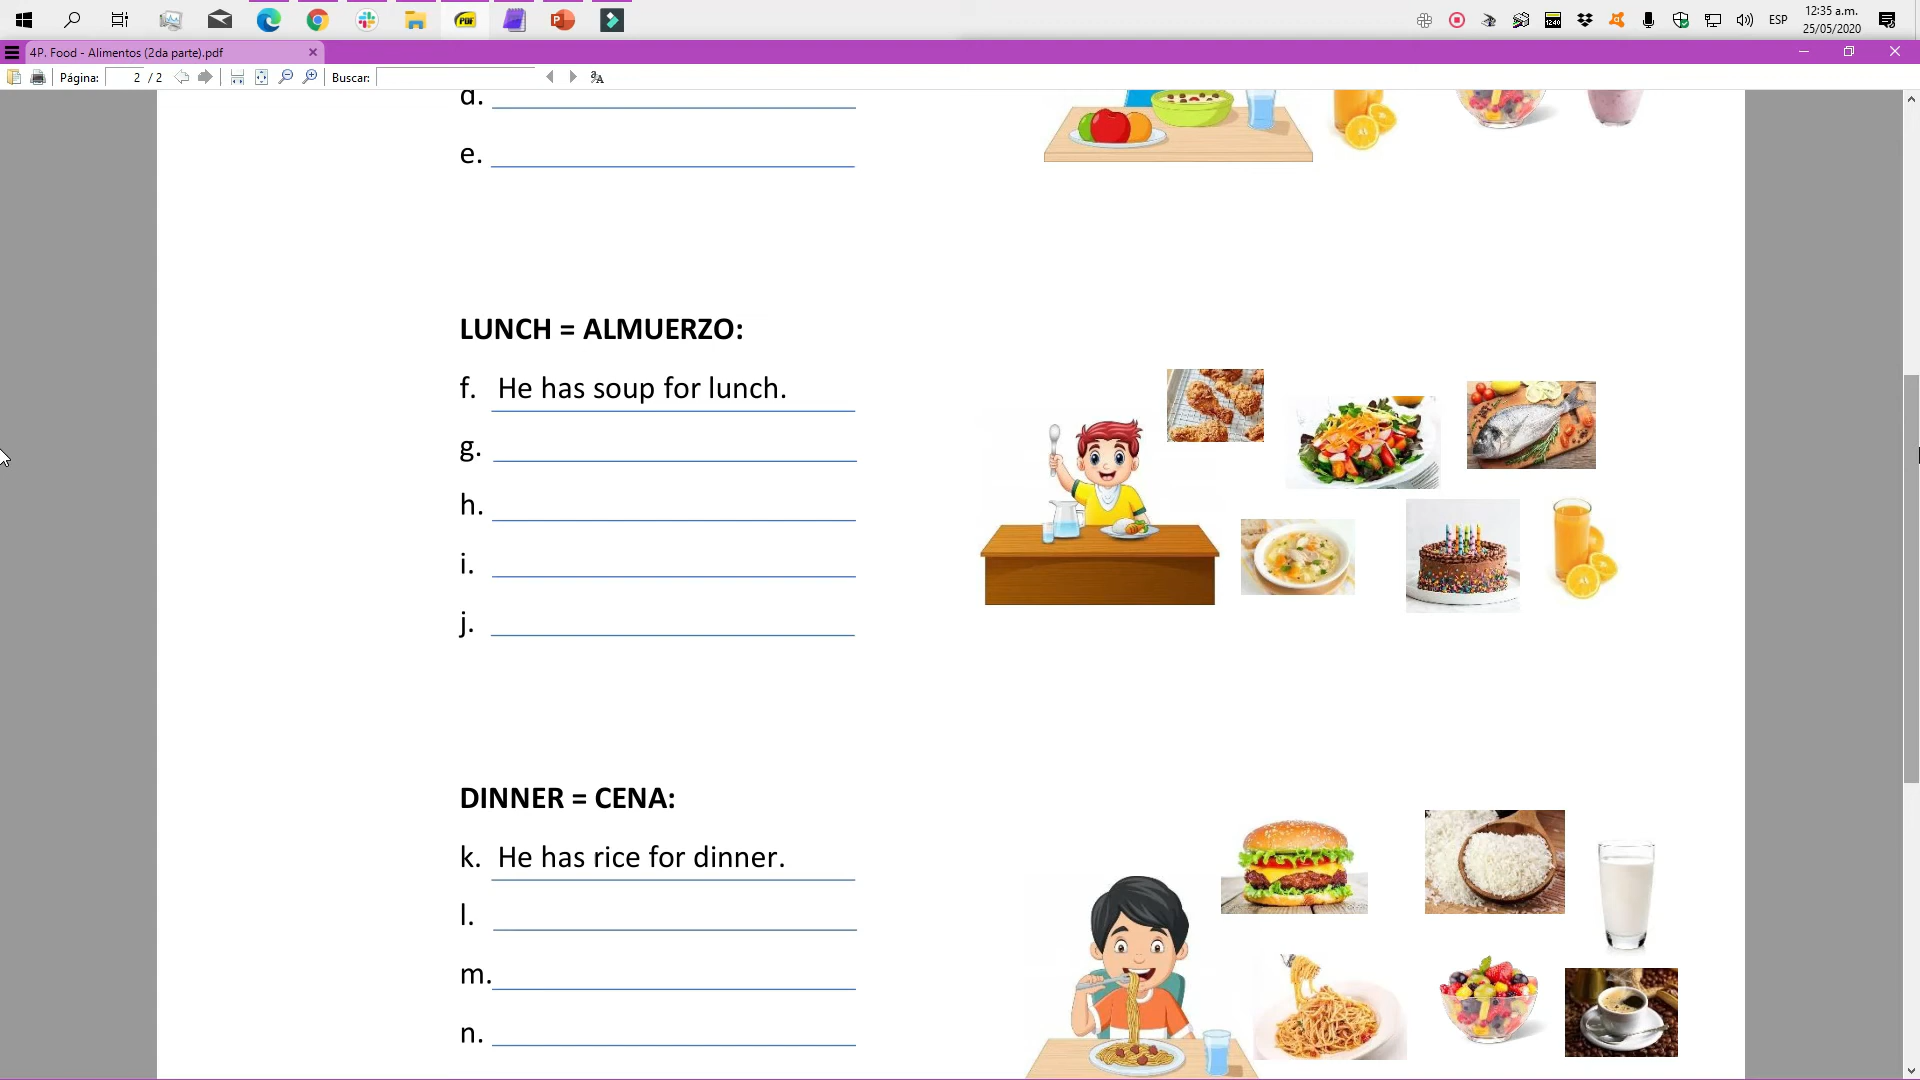 ESP
12:35 a.m.
25/05/2020
4P. Food - Alimentos (2da parte).pdf
Página: 2 / 2
Buscar:
d.
e.
LUNCH = ALMUERZO:
f. He has soup for lunch.
g.
h.
i.
j.
DINNER = CENA:
k. He has rice for dinner.
l.
m.
n.